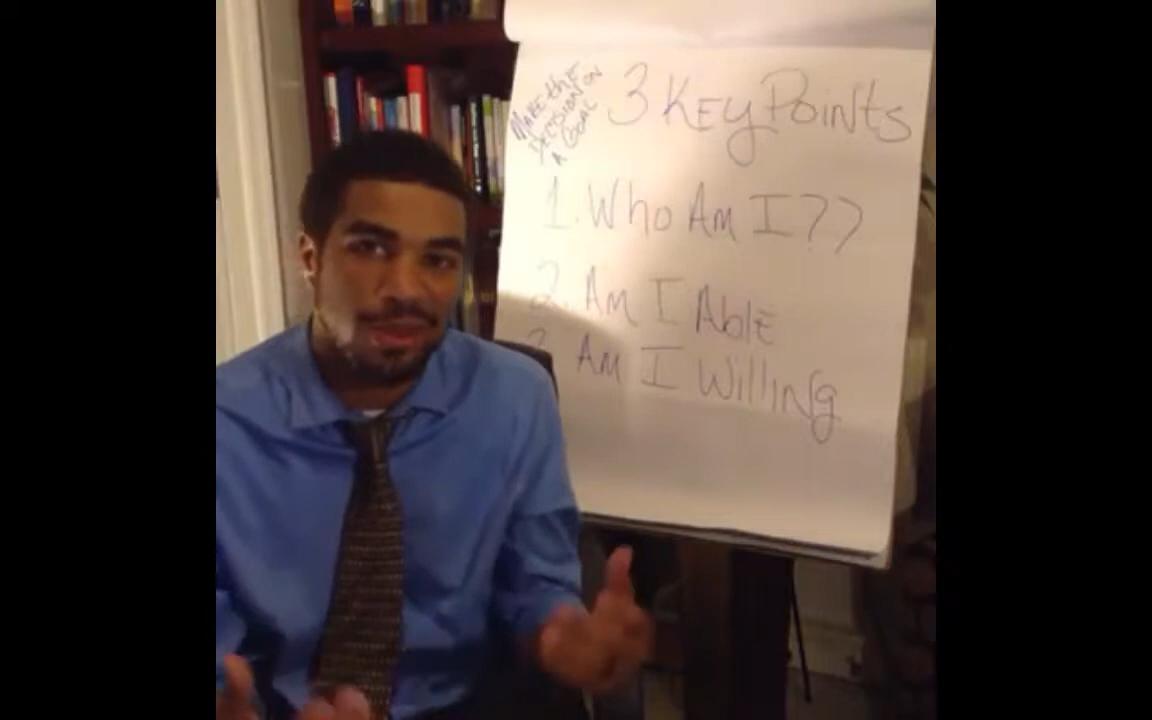 Make the
Decision on
a Goal
3 Key Points
1. Who Am I??
2. Am I Able
3. Am I Willing